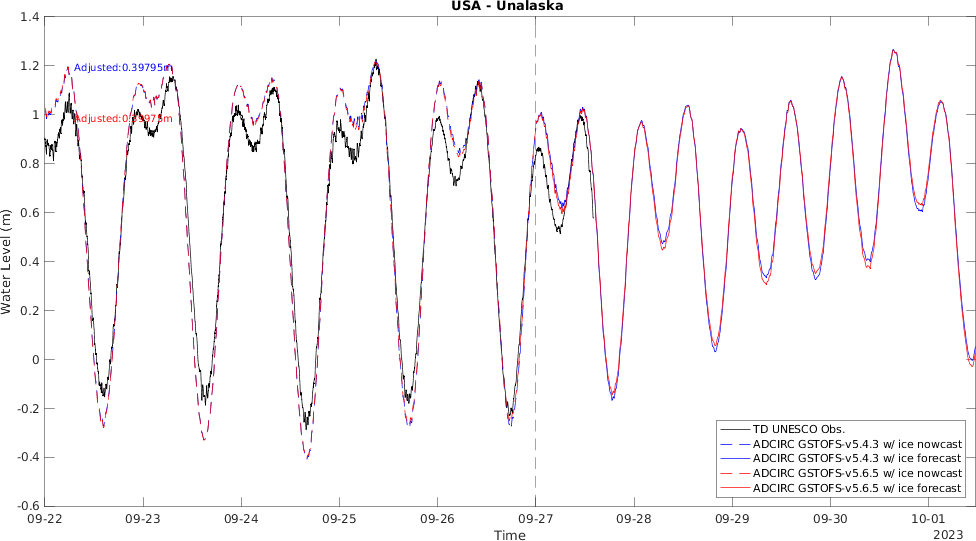 USA - Unalaska
1.4
1.2
1
0.8
0.6
0.4
0.2
0
-0.2
-0.4
-0.6
Water Level (m)
Adjusted:0.39795m
TD UNESCO Obs.
ADCIRC GSTOFS-v5.4.3 w/ ice nowcast
ADCIRC GSTOFS-v5.4.3 w/ ice forecast
ADCIRC GSTOFS-v5.6.5 w/ ice nowcast
ADCIRC GSTOFS-v5.6.5 w/ ice forecast
09-22 09-23 09-24 09-25 09-26 09-27 09-28 09-29 09-30 10-01
Time 2023